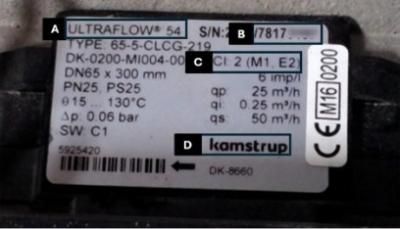 A ULTRAFLOW® 54 S/N: B /7817
TYPE: 65-5-CLCG-219
DK-0200-MI004-00 C Cl: 2 (M1, E2)
DN65 x 300 mm 6 imp/l
PN25, PS25 qp: 25 m³/h
θ15 ... 130°C qi: 0.25 m³/h
Δp: 0.06 bar qs: 50 m³/h
SW: C1
D kamstrup
5925420
DK-8660
CE M16 0200